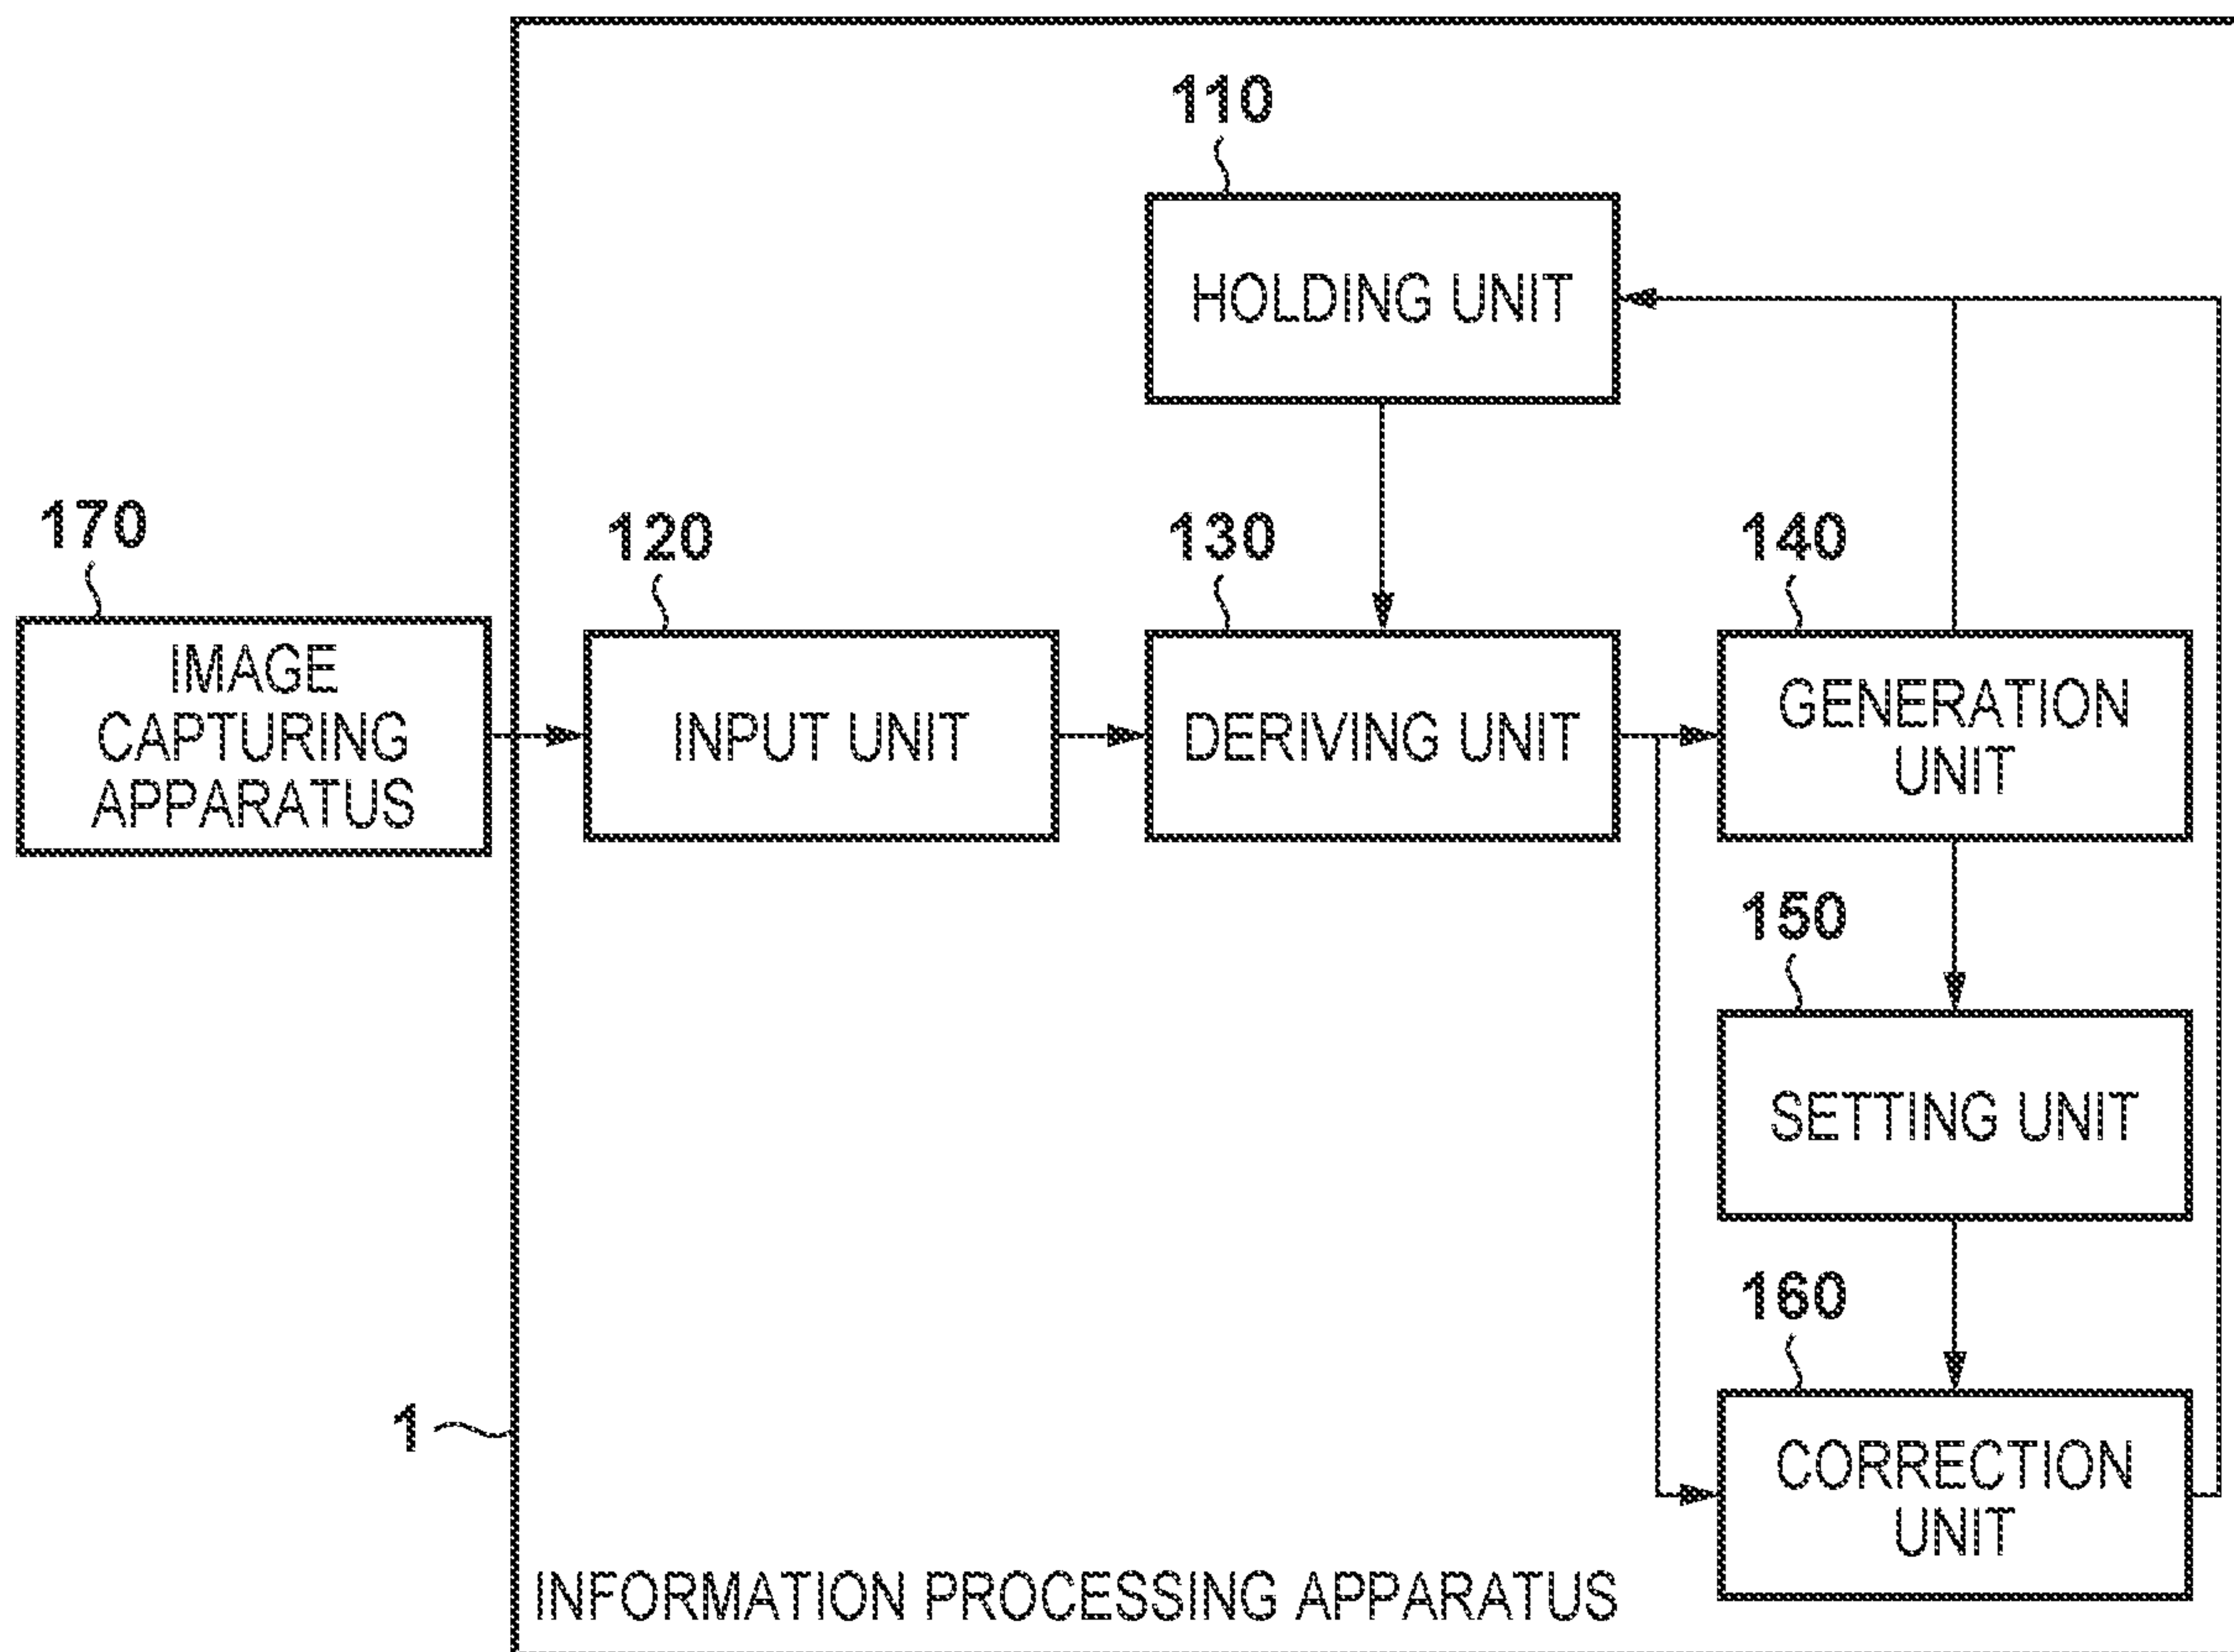 110
HOLDING UNIT
170
IMAGE
CAPTURING
APPARATUS
120
INPUT UNIT
130
DERIVING UNIT
140
GENERATION
UNIT
150
SETTING UNIT
160
CORRECTION
UNIT
1
INFORMATION PROCESSING APPARATUS